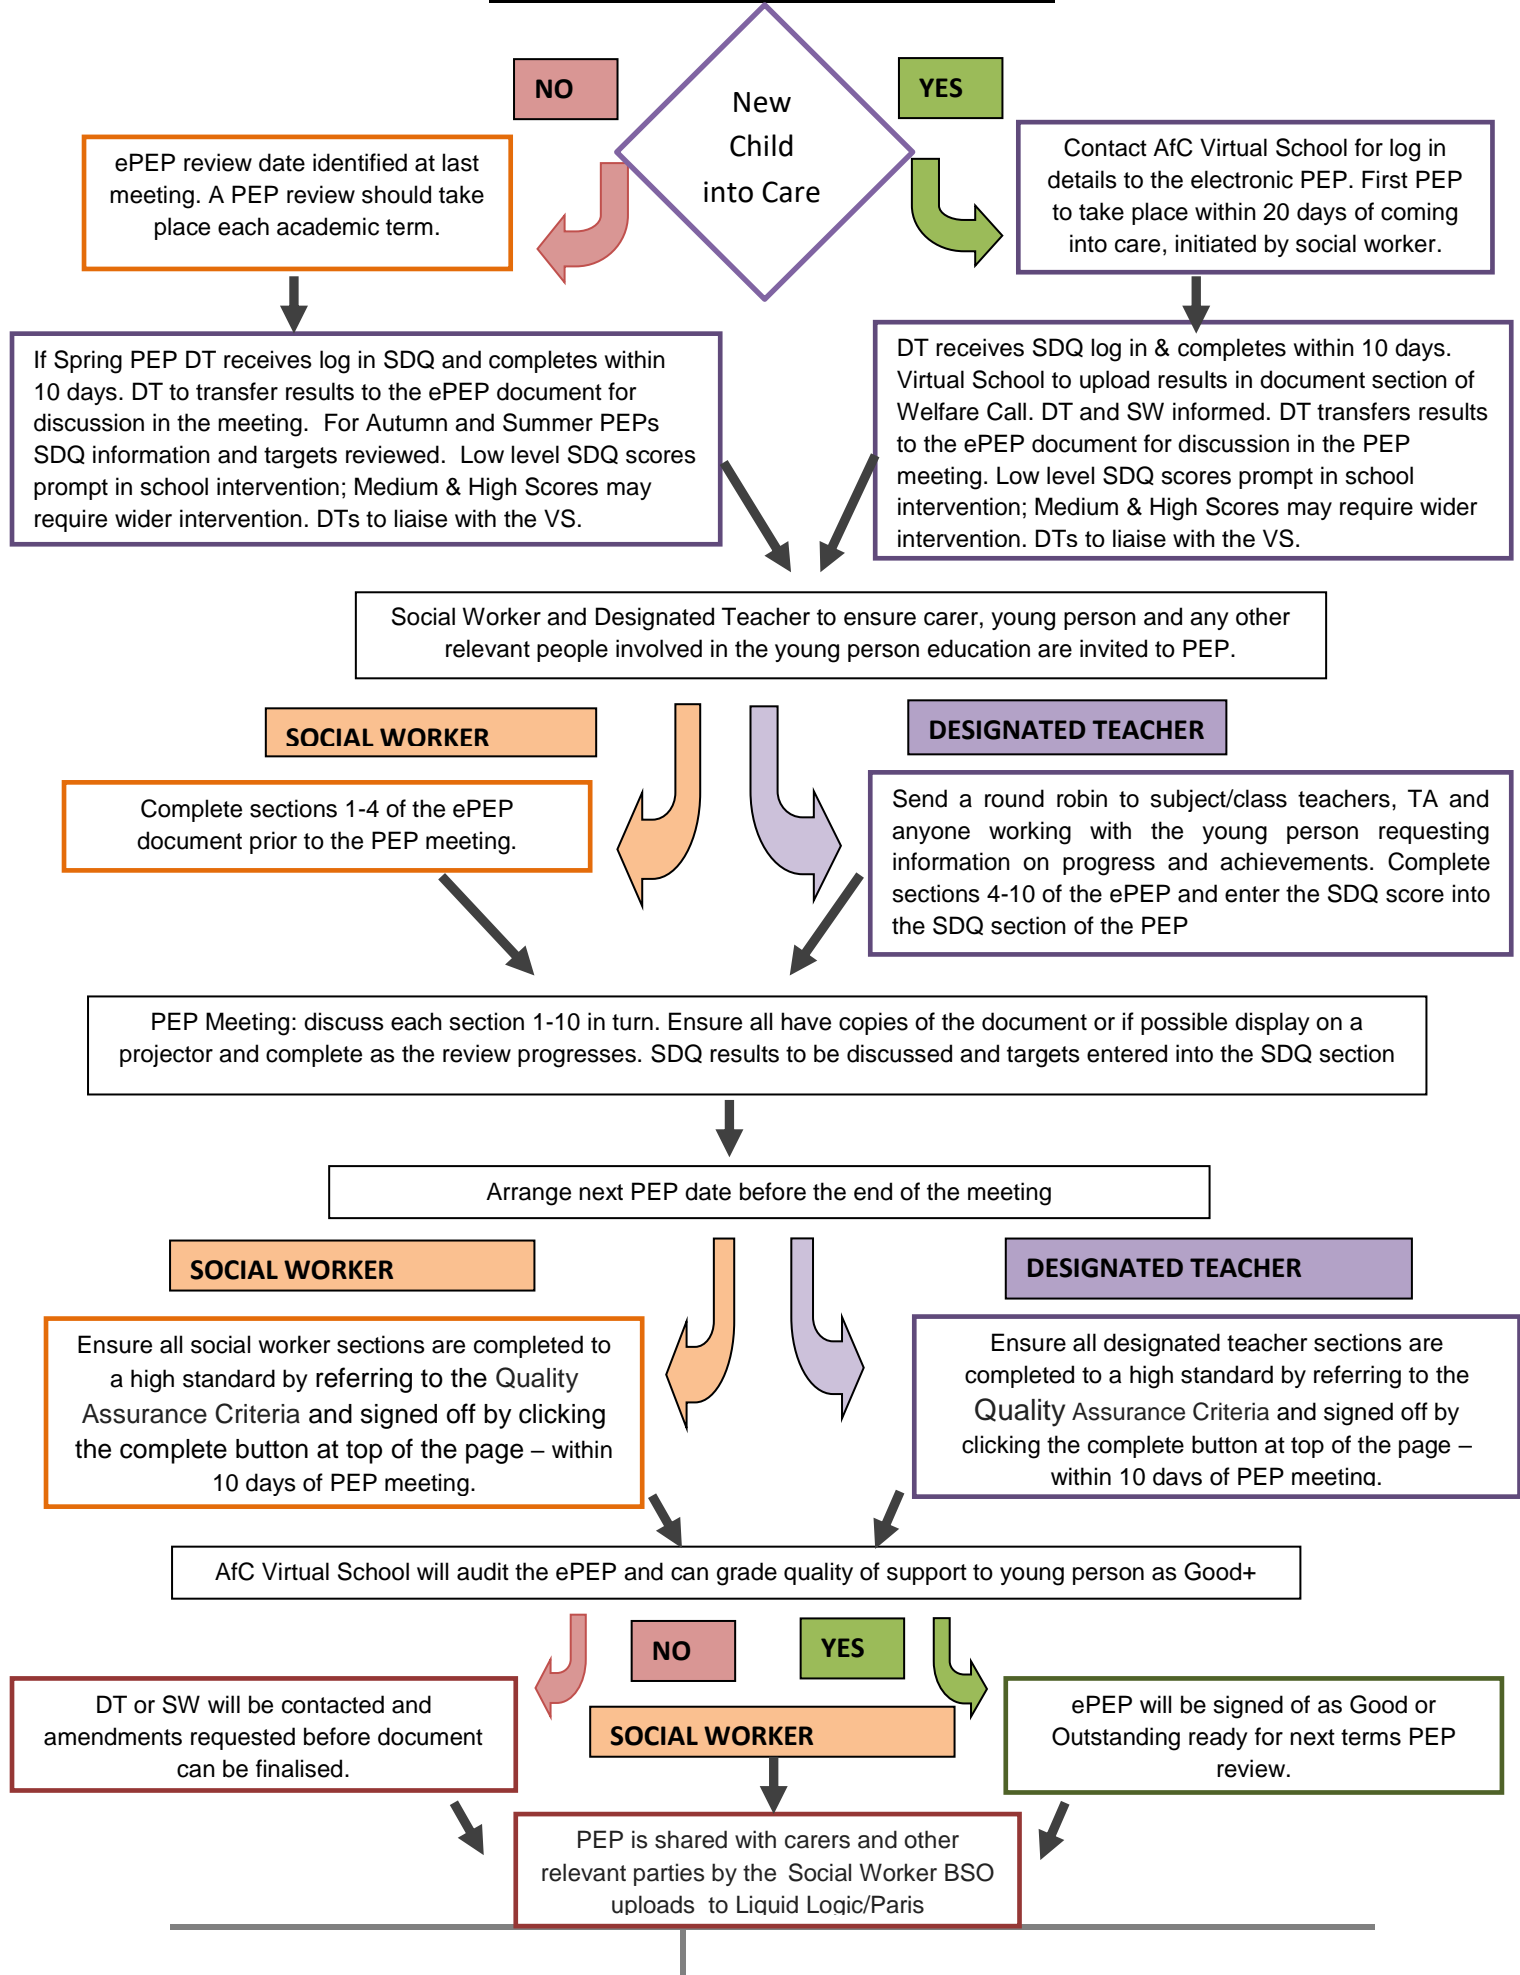 New
Child
into Care
NO
YES
ePEP review date identified at last
meeting. A PEP review should take
place each academic term.
Contact AfC Virtual School for log in
details to the electronic PEP. First PEP
to take place within 20 days of coming
into care, initiated by social worker.
If Spring PEP DT receives log in SDQ and completes within
10 days. DT to transfer results to the ePEP document for
discussion in the meeting. For Autumn and Summer PEPs
SDQ information and targets reviewed. Low level SDQ scores
prompt in school intervention; Medium & High Scores may
require wider intervention. DTs to liaise with the VS.
DT receives SDQ log in & completes within 10 days.
Virtual School to upload results in document section of
Welfare Call. DT and SW informed. DT transfers results
to the ePEP document for discussion in the PEP
meeting. Low level SDQ scores prompt in school
intervention; Medium & High Scores may require wider
intervention. DTs to liaise with the VS.
Social Worker and Designated Teacher to ensure carer, young person and any other
relevant people involved in the young person education are invited to PEP.
SOCIAL WORKER
DESIGNATED TEACHER
Complete sections 1-4 of the ePEP
document prior to the PEP meeting.
Send a round robin to subject/class teachers, TA and
anyone working with the young person requesting
information on progress and achievements. Complete
sections 4-10 of the ePEP and enter the SDQ score into
the SDQ section of the PEP
PEP Meeting: discuss each section 1-10 in turn. Ensure all have copies of the document or if possible display on a
projector and complete as the review progresses. SDQ results to be discussed and targets entered into the SDQ section
Arrange next PEP date before the end of the meeting
SOCIAL WORKER
DESIGNATED TEACHER
Ensure all social worker sections are completed to
a high standard by referring to the Quality
Assurance Criteria and signed off by clicking
the complete button at top of the page – within
10 days of PEP meeting.
Ensure all designated teacher sections are
completed to a high standard by referring to the
Quality Assurance Criteria and signed off by
clicking the complete button at top of the page –
within 10 days of PEP meeting.
AfC Virtual School will audit the ePEP and can grade quality of support to young person as Good+
NO
YES
DT or SW will be contacted and
amendments requested before document
can be finalised.
SOCIAL WORKER
ePEP will be signed of as Good or
Outstanding ready for next terms PEP
review.
PEP is shared with carers and other
relevant parties by the Social Worker BSO
uploads to Liquid Logic/Paris